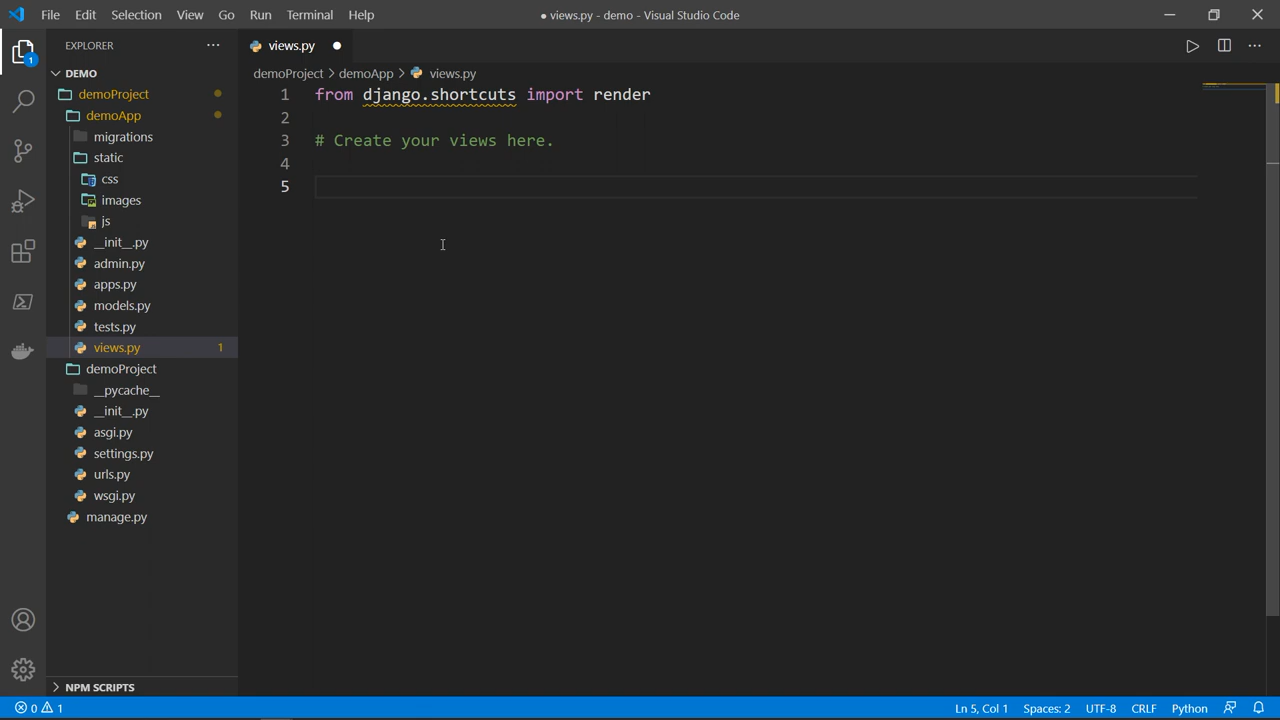 File Edit Selection View Go Run Terminal Help
● views.py - demo - Visual Studio Code
1
EXPLORER ...
DEMO
demoProject
demoApp
migrations
static
css
images
js
__init__.py
admin.py
apps.py
models.py
tests.py
views.py 1
demoProject
__pycache__
__init__.py
asgi.py
settings.py
urls.py
wsgi.py
manage.py
NPM SCRIPTS
views.py
demoProject > demoApp > views.py
1 from django.shortcuts import render
2
3 # Create your views here.
4
5
0 1 Ln 5, Col 1 Spaces: 2 UTF-8 CRLF Python